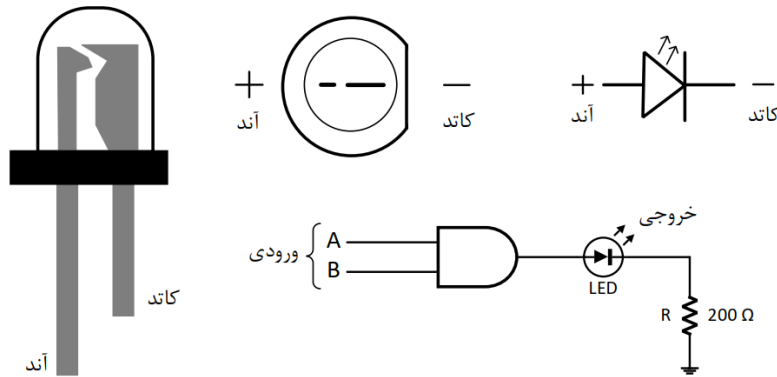 + آند
کاتد −
+ آند
کاتد −
کاتد
آند
ورودی
A
B
خروجی
LED
R 200 Ω